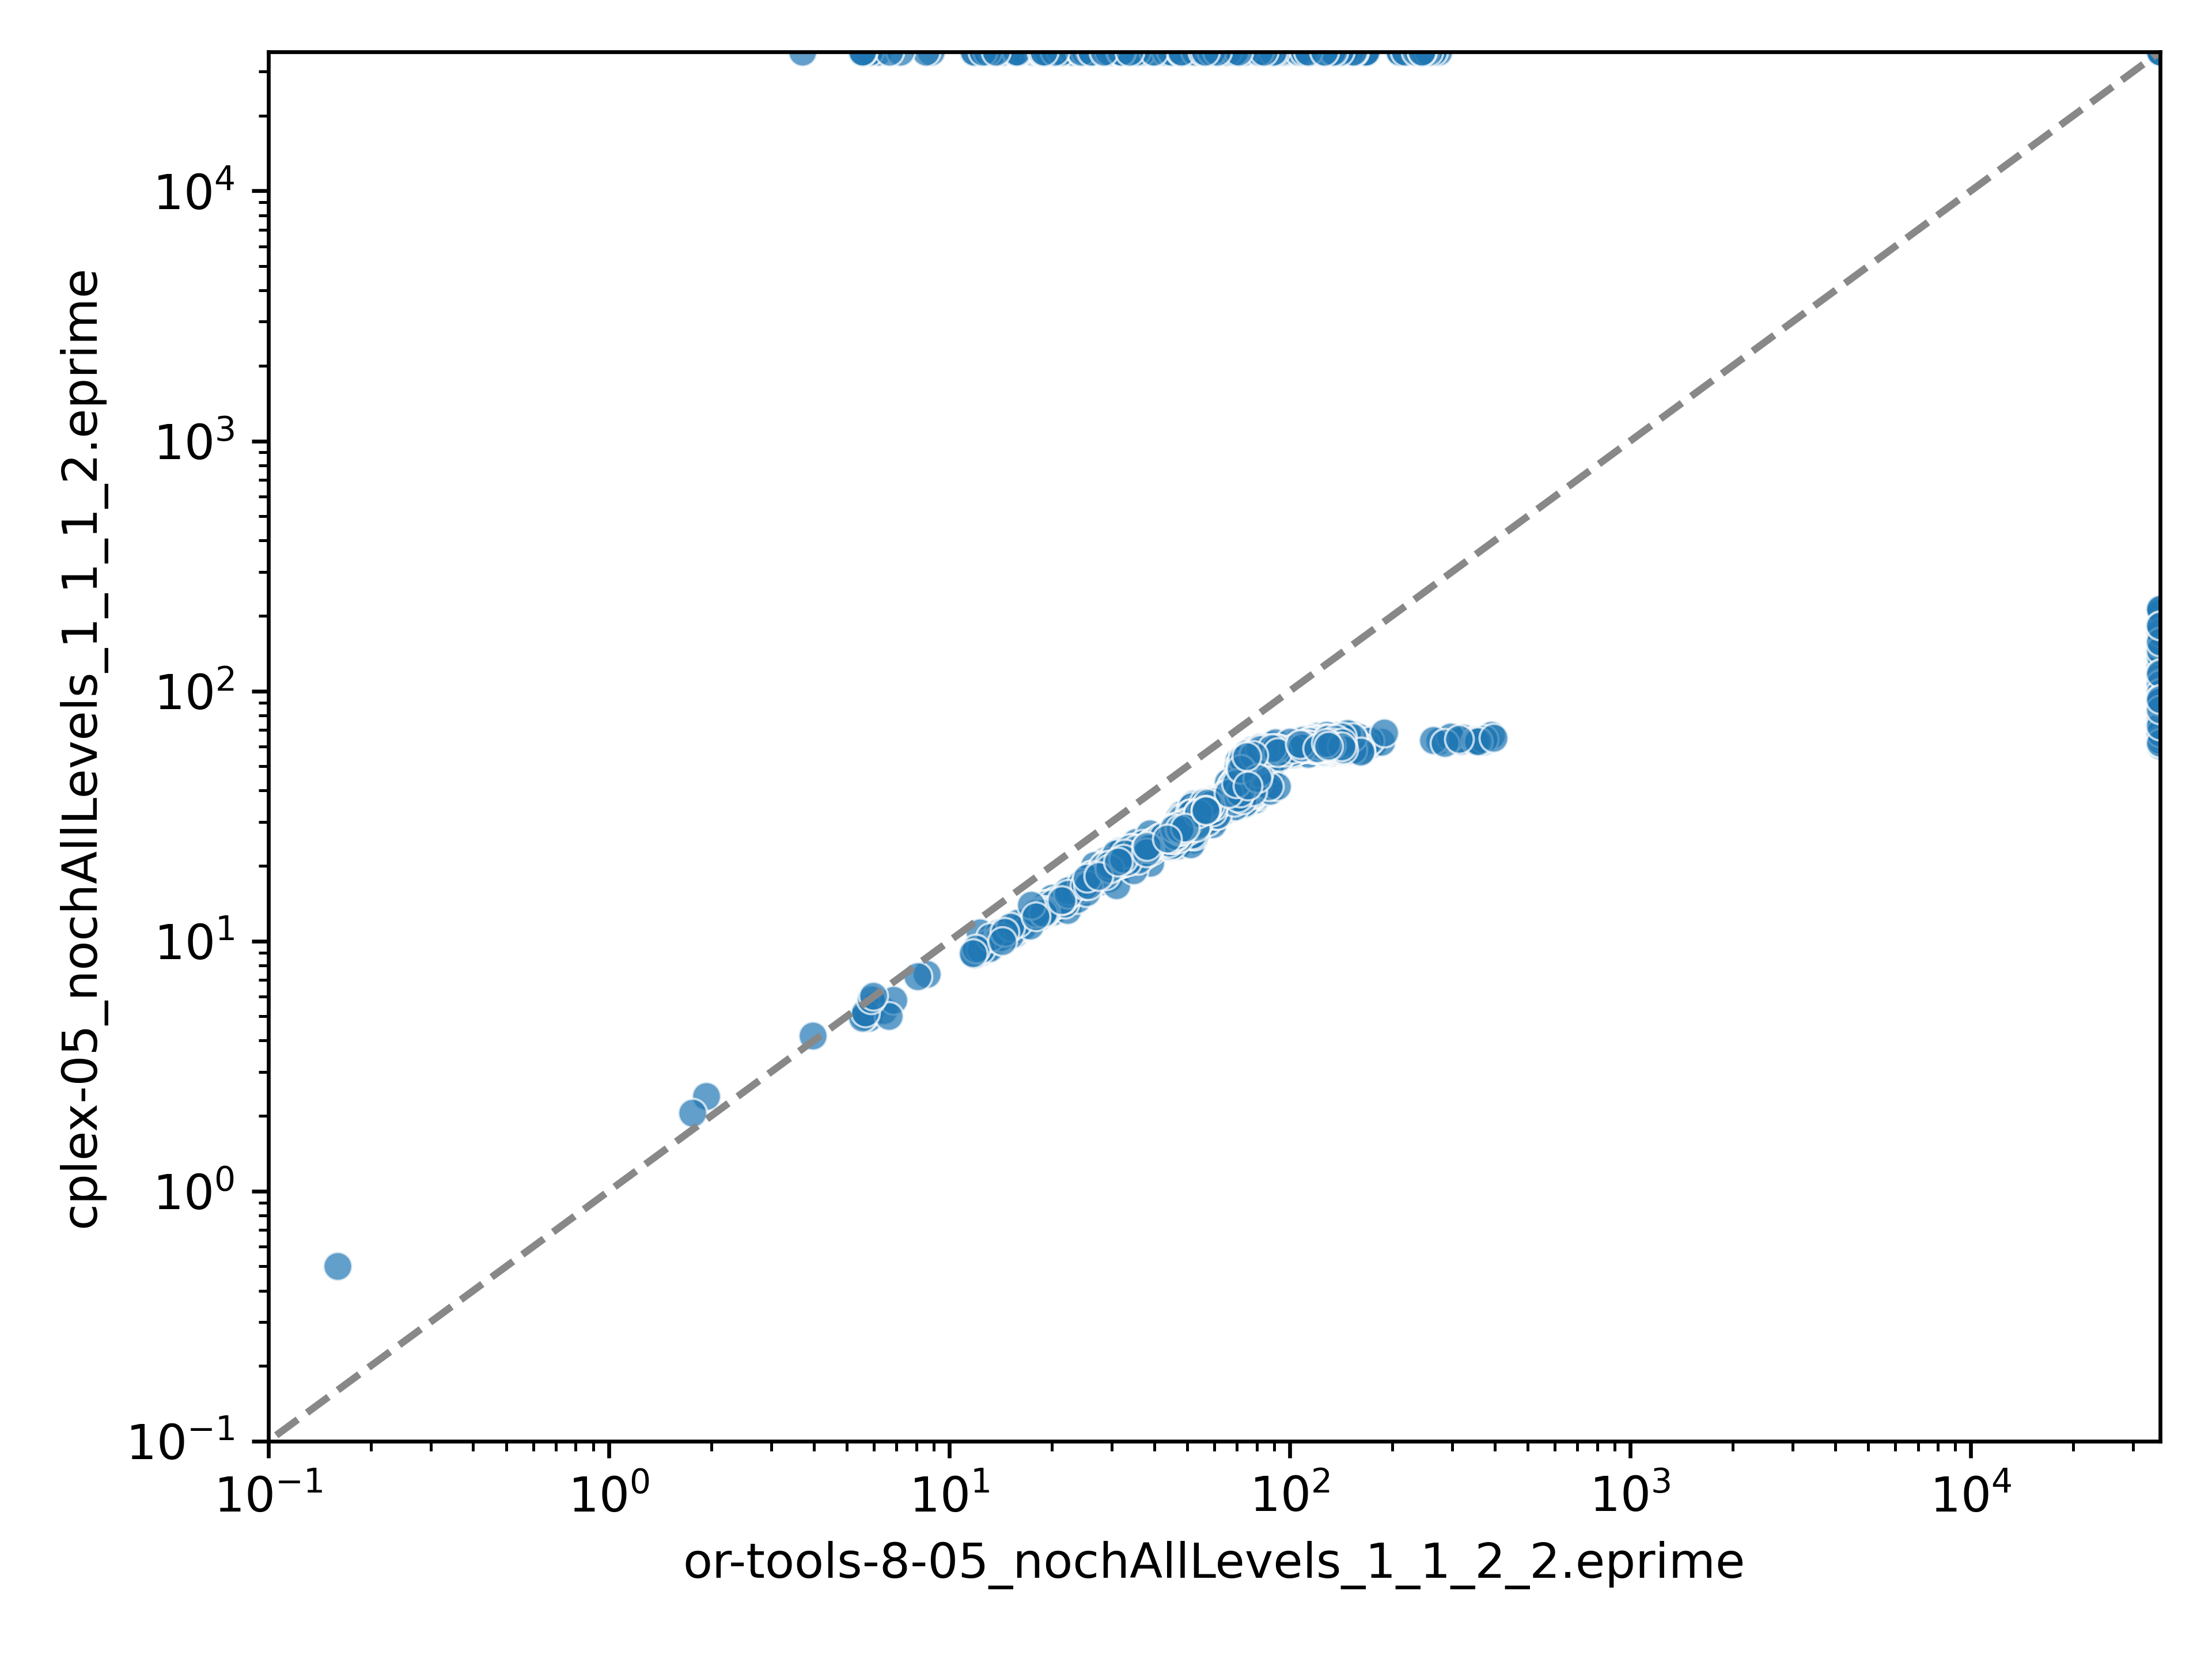 cplex-05_nochAllLevels_1_1_1_2.eprime
10⁴
10³
10²
10¹
10⁰
10⁻¹
10⁻¹ 10⁰ 10¹ 10² 10³ 10⁴
or-tools-8-05_nochAllLevels_1_1_2_2.eprime